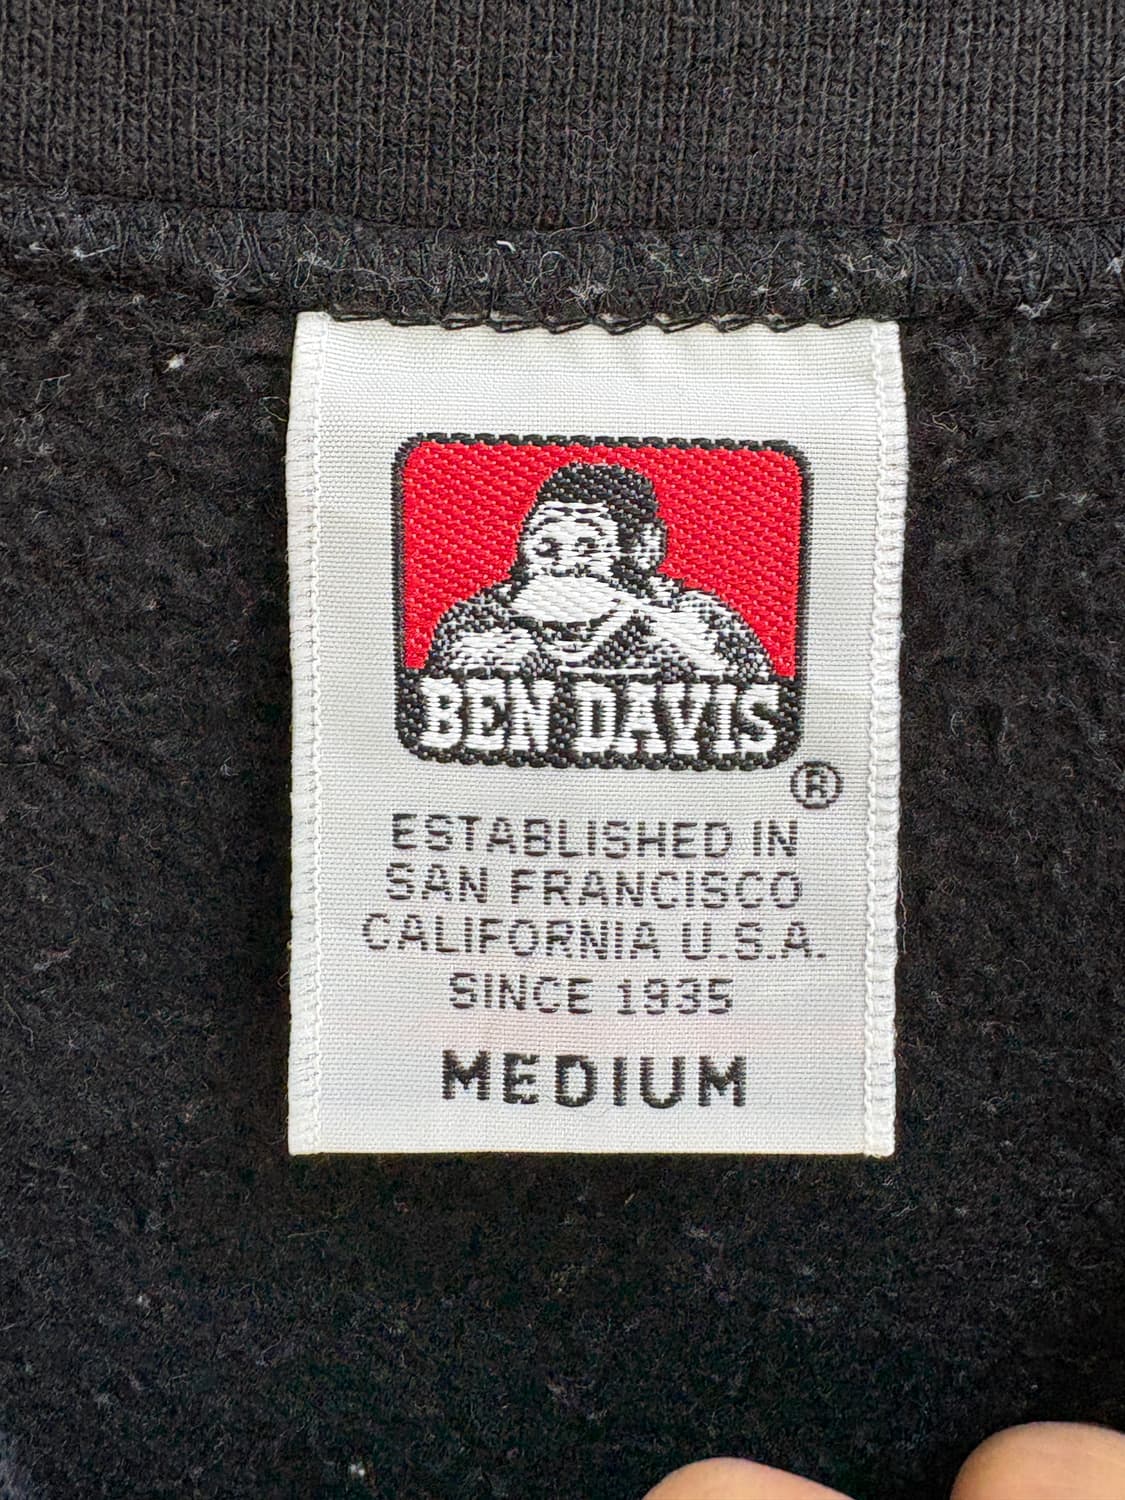 BEN DAVIS
®
ESTABLISHED IN
SAN FRANCISCO
CALIFORNIA U.S.A.
SINCE 1935
MEDIUM